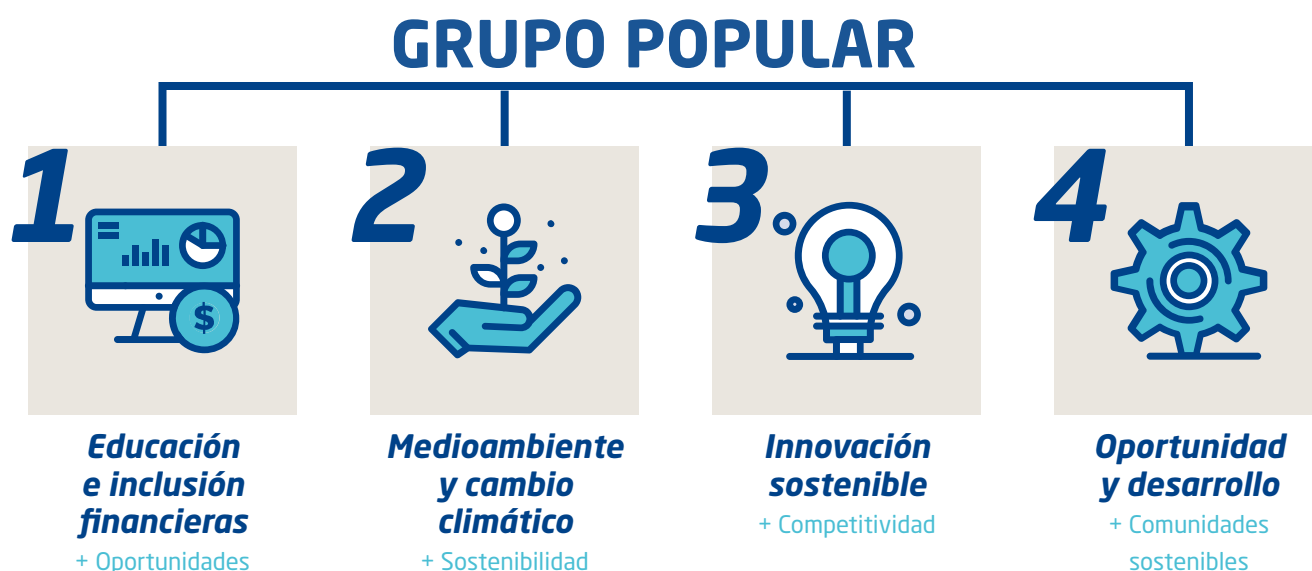 GRUPO POPULAR
1
2
3
4
$
Educación
e inclusión
financieras
+ Oportunidades
Medioambiente
y cambio
climático
+ Sostenibilidad
Innovación
sostenible
+ Competitividad
Oportunidad
y desarrollo
+ Comunidades
sostenibles